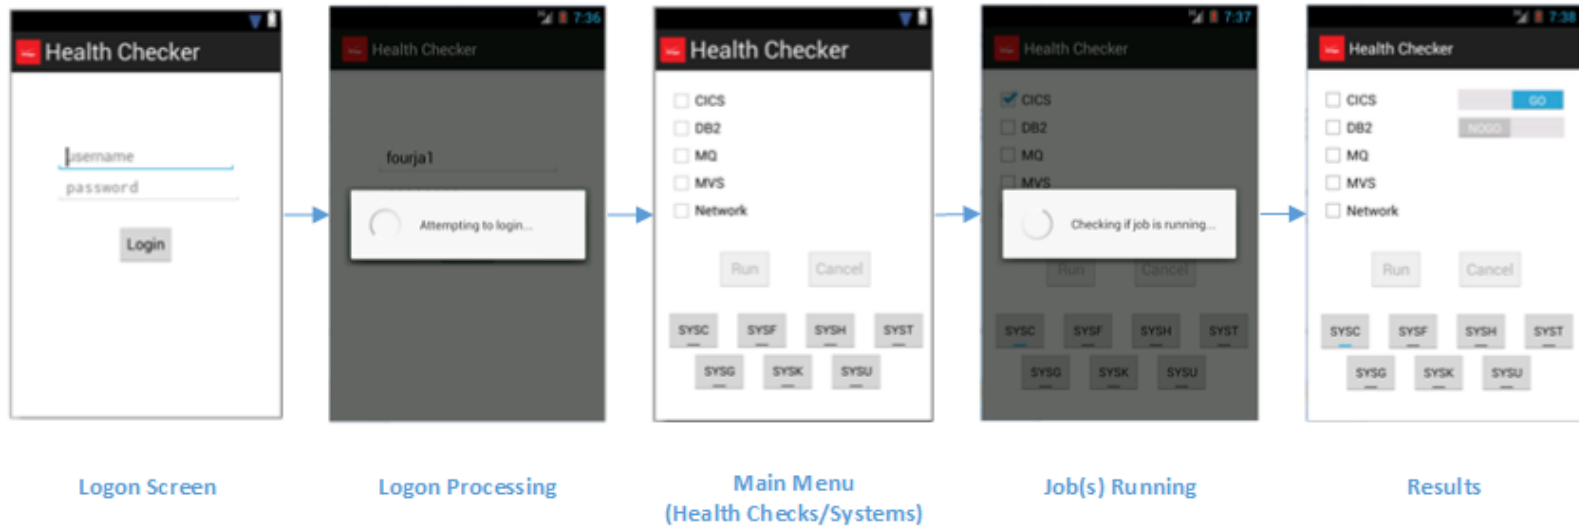 Health Checker
username
password
Login
Logon Screen
7:36
Health Checker
fourja1
Attempting to login...
Logon Processing
Health Checker
CICS
DB2
MQ
MVS
Network
Run Cancel
SYSC SYSF SYSH SYST
SYSG SYSK SYSU
Main Menu
(Health Checks/Systems)
7:37
Health Checker
CICS
DB2
MQ
MVS
Checking if job is running...
Run Cancel
SYSC SYSF SYSH SYST
SYSG SYSK SYSU
Job(s) Running
7:38
Health Checker
CICS GO
DB2 NOGO
MQ
MVS
Network
Run Cancel
SYSC SYSF SYSH SYST
SYSG SYSK SYSU
Results